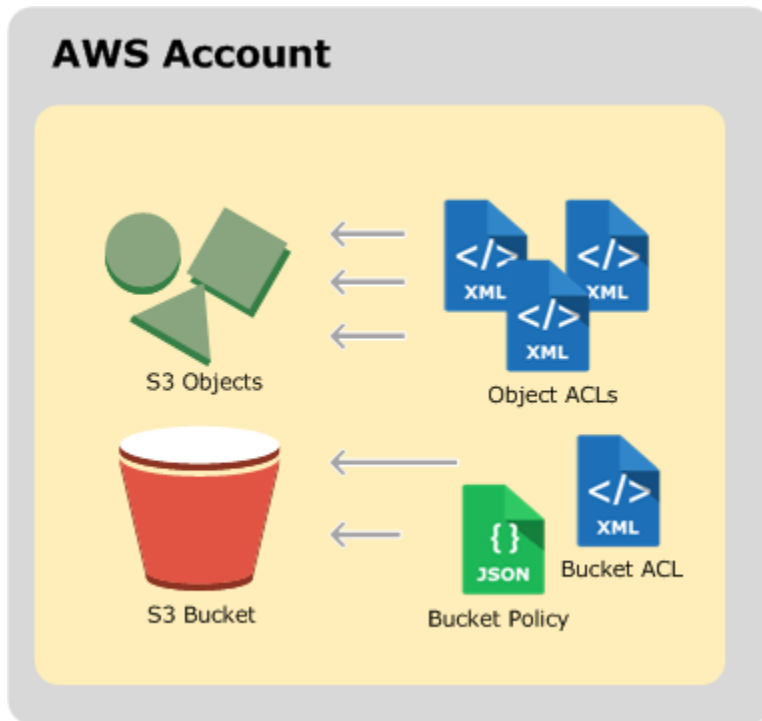 AWS Account
</>
XML
</>
XML
</>
XML
S3 Objects
Object ACLs
</>
XML
{ }
JSON
Bucket ACL
S3 Bucket
Bucket Policy